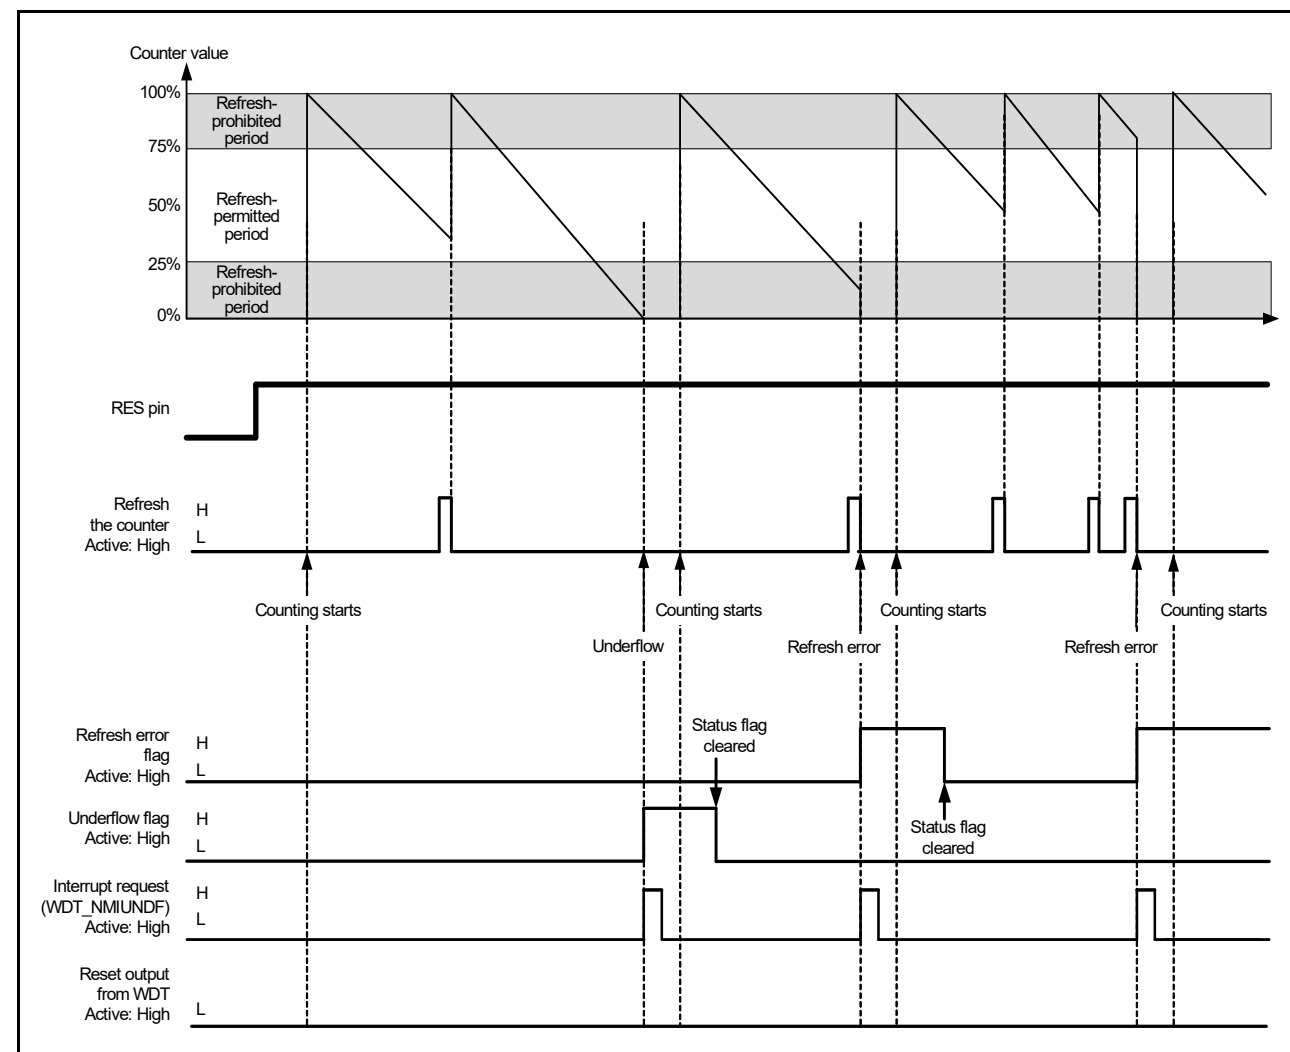 Counter value
100%
Refresh-
prohibited
period
75%
50%
Refresh-
permitted
period
25%
Refresh-
prohibited
period
0%
RES pin
Refresh
the counter
Active: High
H
L
Counting starts
Counting starts
Counting starts
Counting starts
Underflow
Refresh error
Refresh error
Refresh error
flag
Active: High
H
L
Status flag
cleared
Underflow flag
Active: High
H
L
Status flag
cleared
Interrupt request
(WDT_NMIUNDF)
Active: High
H
L
Reset output
from WDT
Active: High
L